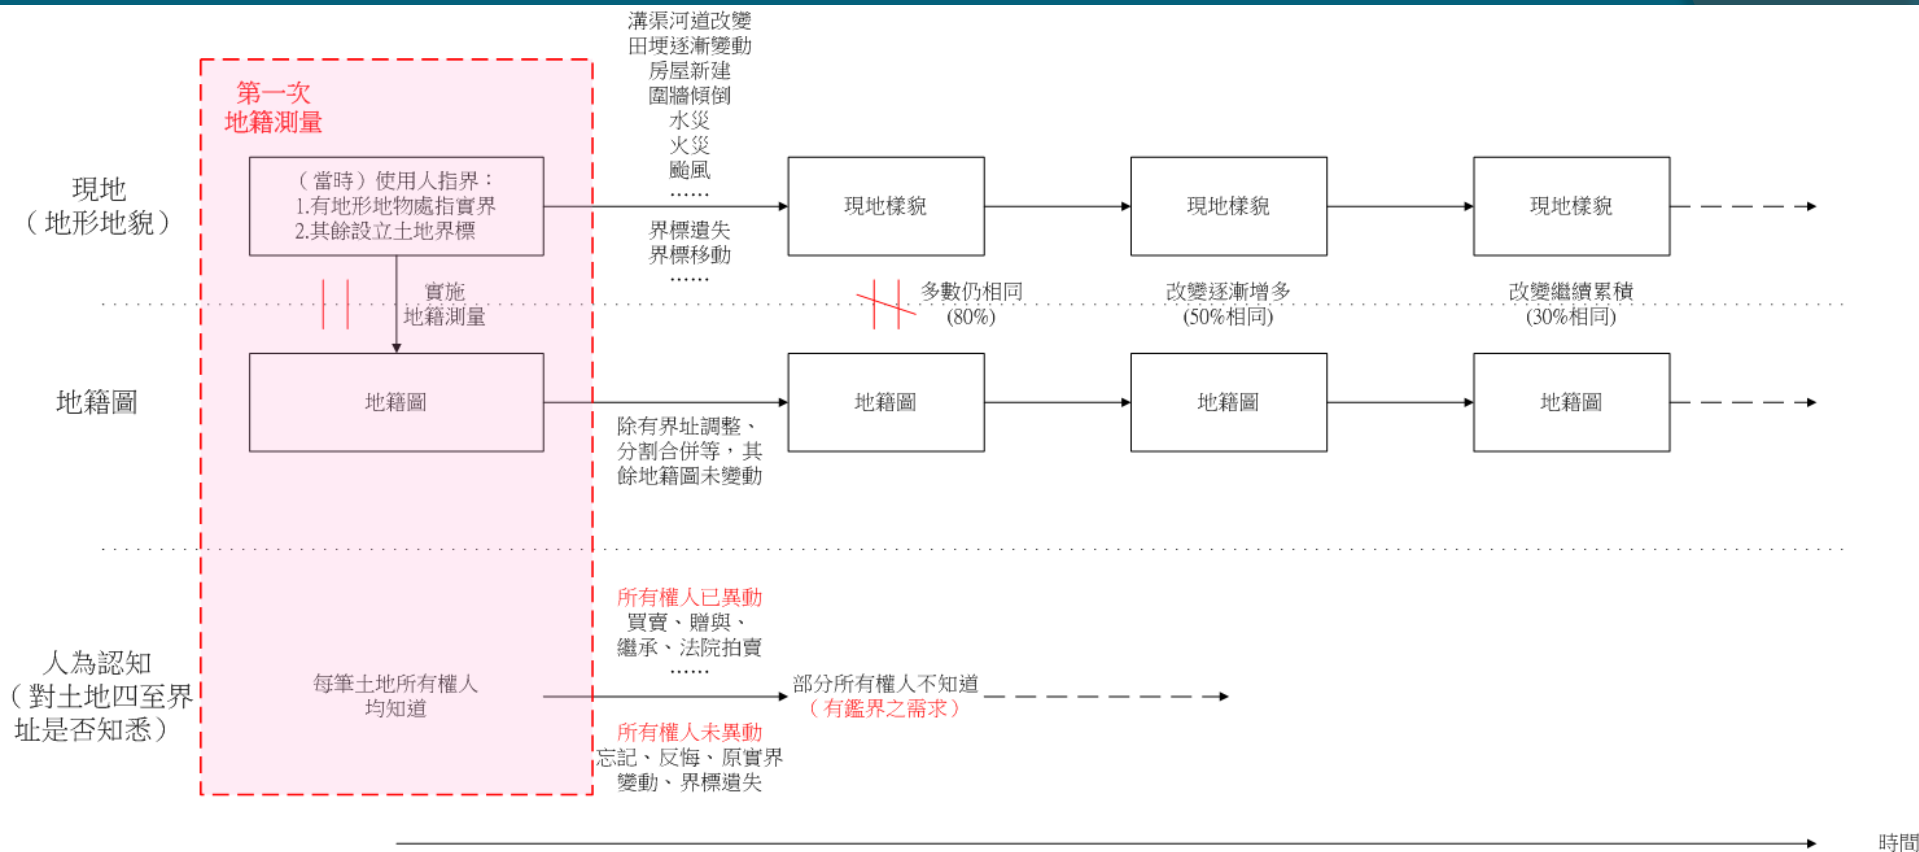 第一次
地籍測量
現地
（地形地貌）
（當時）使用人指界：
1.有地形地物處指實界
2.其餘設立土地界標
溝渠河道改變
田埂逐漸變動
房屋新建
圍牆傾倒
水災
火災
颱風
……
界標遺失
界標移動
……
現地樣貌
現地樣貌
現地樣貌
實施
地籍測量
多數仍相同
(80%)
改變逐漸增多
(50%相同)
改變繼續累積
(30%相同)
地籍圖
地籍圖
除有界址調整、
分割合併等，其
餘地籍圖未變動
地籍圖
地籍圖
地籍圖
人為認知
（對土地四至界
址是否知悉）
每筆土地所有權人
均知道
所有權人已異動
買賣、贈與、
繼承、法院拍賣
……
所有權人未異動
忘記、反悔、原實界
變動、界標遺失
部分所有權人不知道
（有鑑界之需求）
時間